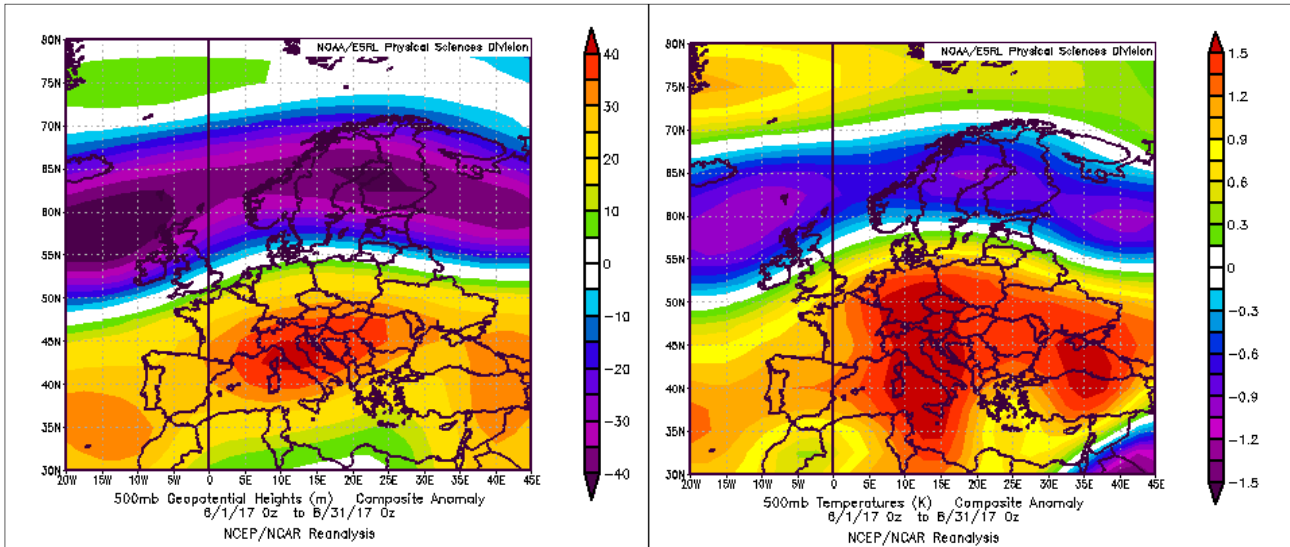 NOAA/ESRL Physical Sciences Division
80N
75N
70N
65N
60N
55N
50N
45N
40N
35N
30N
20W 15W 10W 5W 0 5E 10E 15E 20E 25E 30E 35E 40E 45E
40
30
20
10
0
-10
-20
-30
-40
500mb Geopotential Heights (m) Composite Anomaly
6/1/17 0z to 8/31/17 0z
NCEP/NCAR Reanalysis
NOAA/ESRL Physical Sciences Division
80N
75N
70N
65N
60N
55N
50N
45N
40N
35N
30N
20W 15W 10W 5W 0 5E 10E 15E 20E 25E 30E 35E 40E 45E
1.5
1.2
0.9
0.6
0.3
0
-0.3
-0.6
-0.9
-1.2
-1.5
500mb Temperatures (K) Composite Anomaly
6/1/17 0z to 8/31/17 0z
NCEP/NCAR Reanalysis